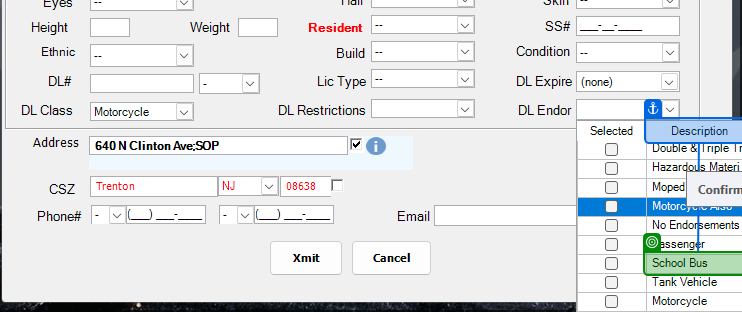 Eyes -- Hair Skin
Height Weight Resident -- SS# ___-__-____
Ethnic -- Build -- Condition --
DL# - Lic Type -- DL Expire (none)
DL Class Motorcycle DL Restrictions DL Endor
Selected Description
Double & Triple Tr
Hazardous Materi
Moped
Confirm
Motorcycle Also
No Endorsements
Passenger
School Bus
Tank Vehicle
Motorcycle
Address 640 N Clinton Ave;SOP
CSZ Trenton NJ 08638
Phone# - (___) ___-____ - (___) ___-____ Email
Xmit Cancel